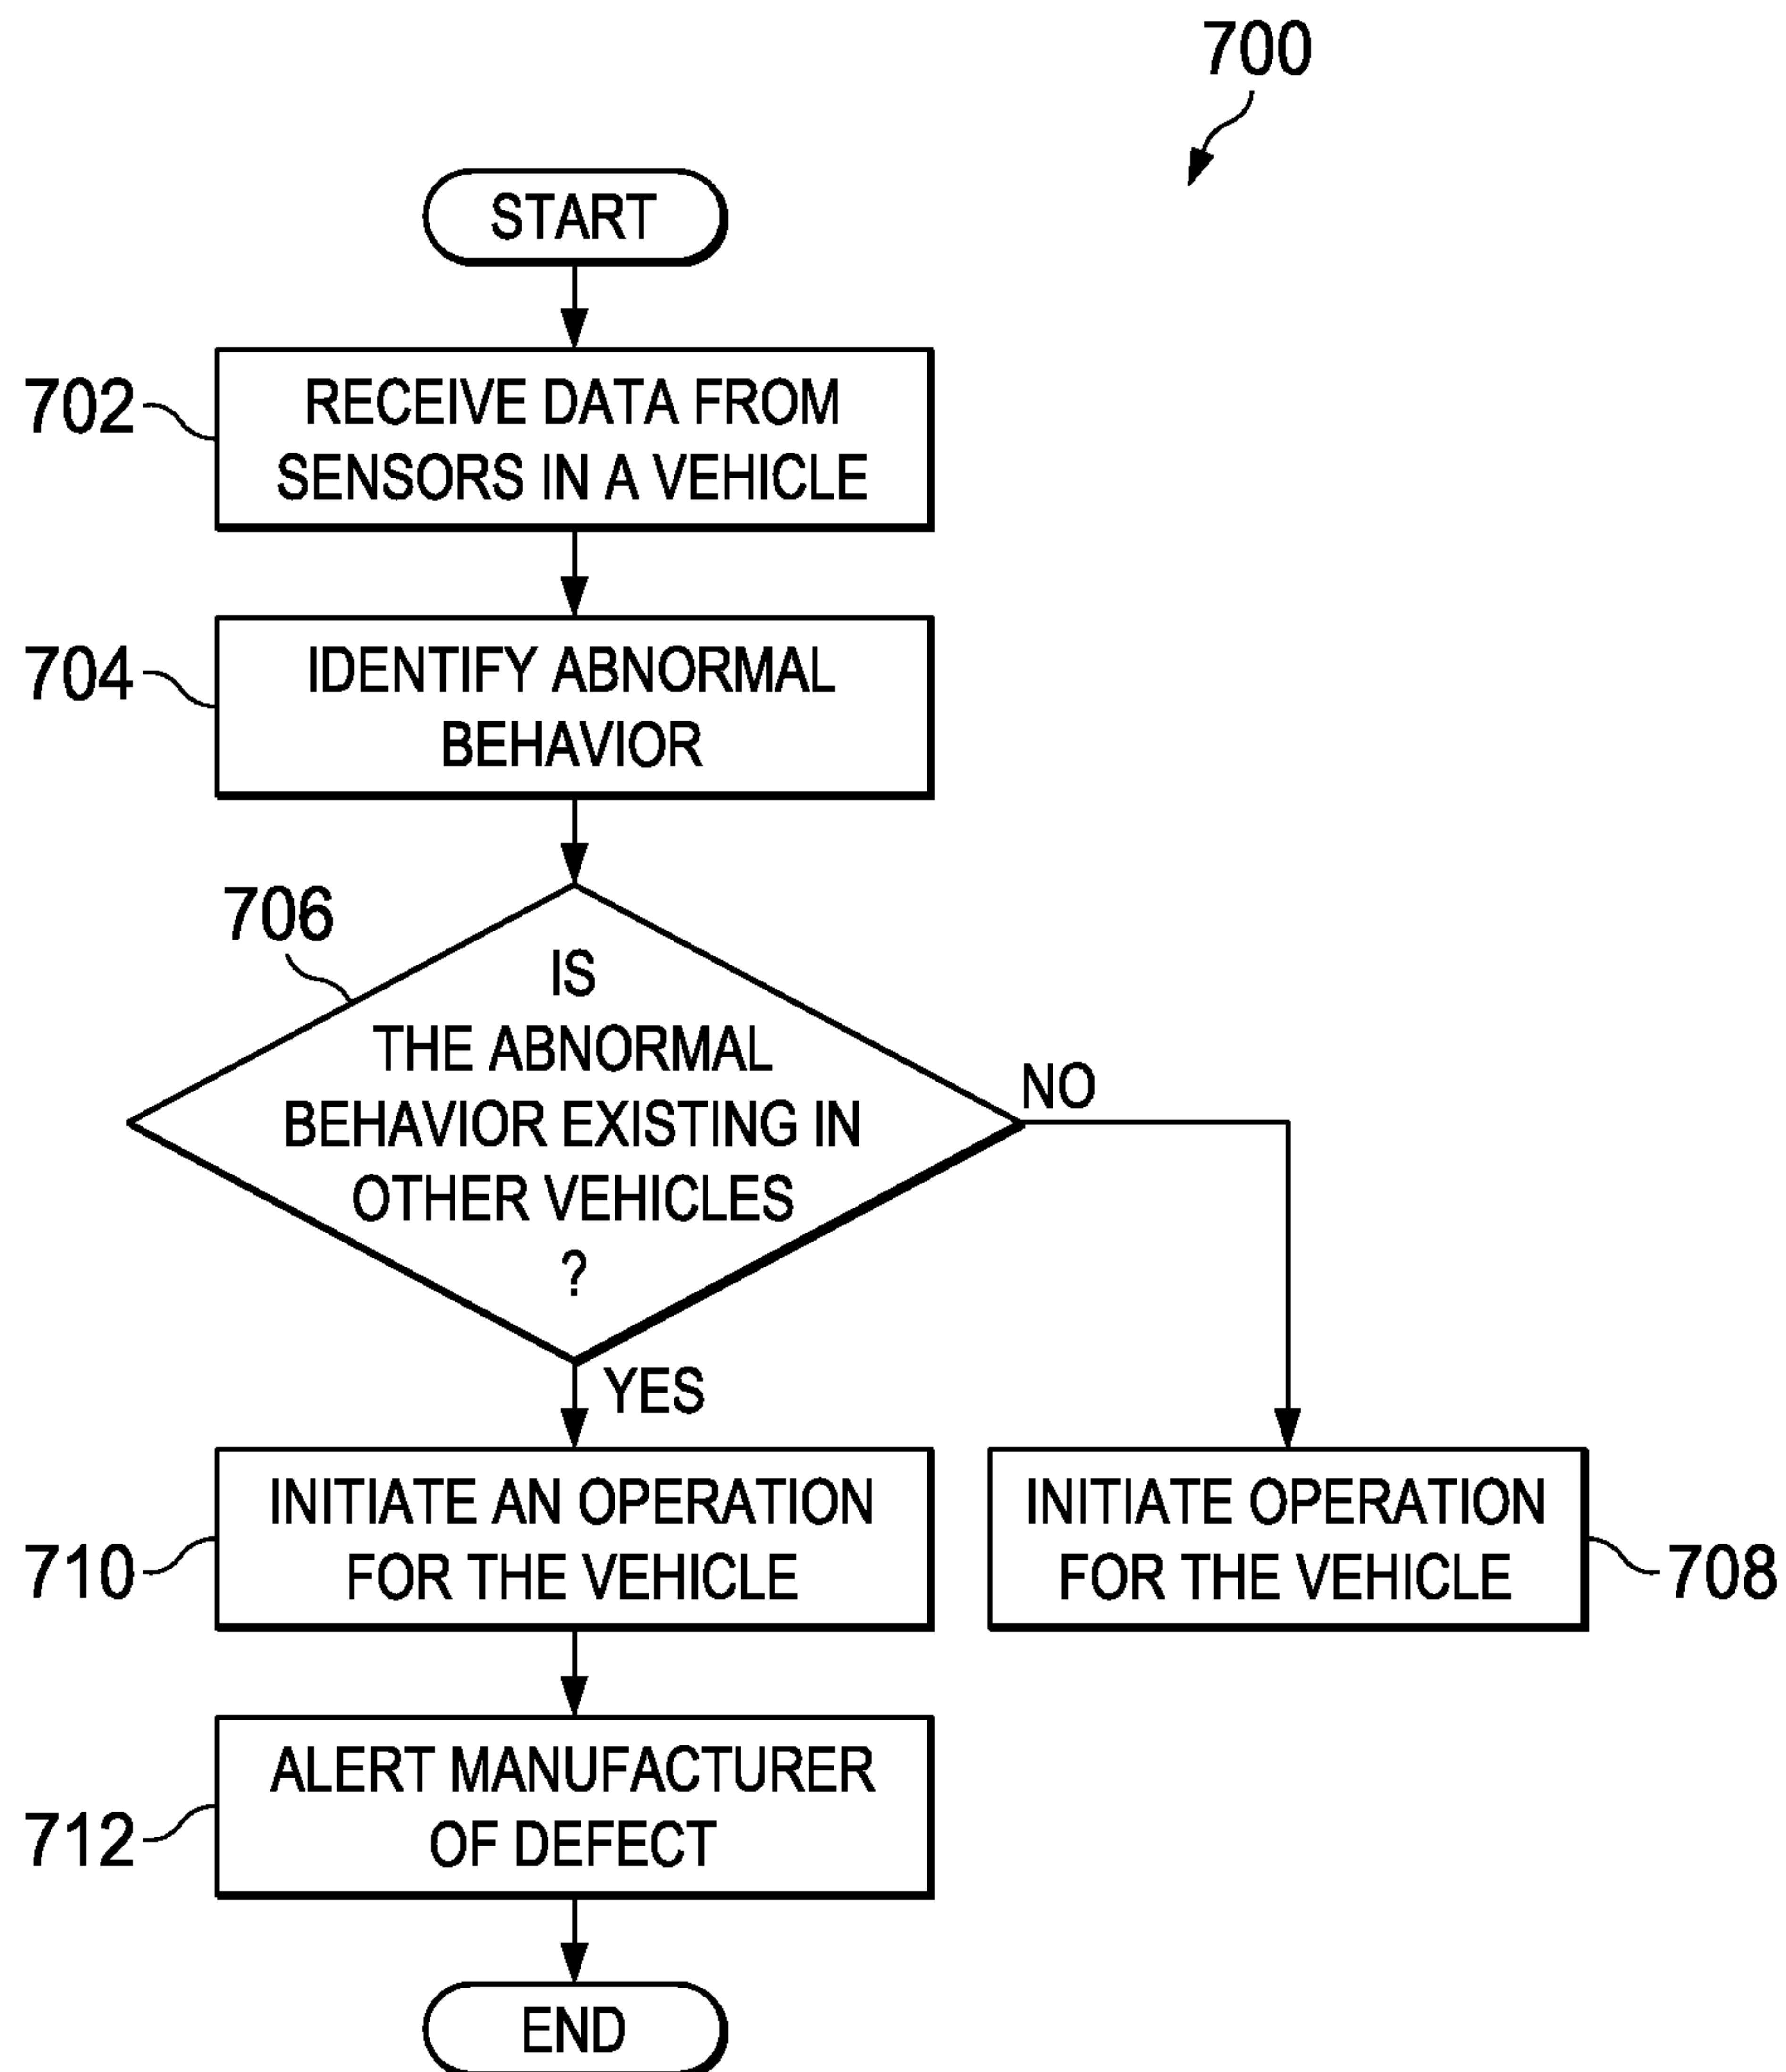 700
START
702
RECEIVE DATA FROM
SENSORS IN A VEHICLE
704
IDENTIFY ABNORMAL
BEHAVIOR
706
IS
THE ABNORMAL
BEHAVIOR EXISTING IN
OTHER VEHICLES
?
NO
YES
710
INITIATE AN OPERATION
FOR THE VEHICLE
INITIATE OPERATION
FOR THE VEHICLE
708
712
ALERT MANUFACTURER
OF DEFECT
END